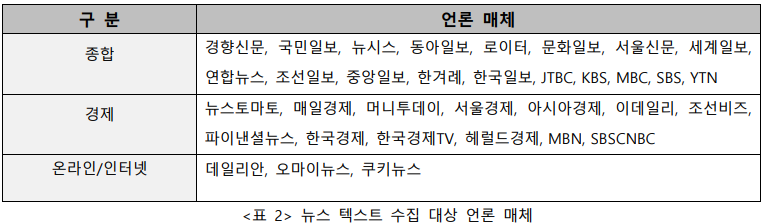 구 분 언론 매체
종합 경향신문, 국민일보, 뉴시스, 동아일보, 로이터, 문화일보, 서울신문, 세계일보,
연합뉴스, 조선일보, 중앙일보, 한겨레, 한국일보, JTBC, KBS, MBC, SBS, YTN
경제 뉴스토마토, 매일경제, 머니투데이, 서울경제, 아시아경제, 이데일리, 조선비즈,
파이낸셜뉴스, 한국경제, 한국경제TV, 헤럴드경제, MBN, SBSCNBC
온라인/인터넷 데일리안, 오마이뉴스, 쿠키뉴스
<표 2> 뉴스 텍스트 수집 대상 언론 매체